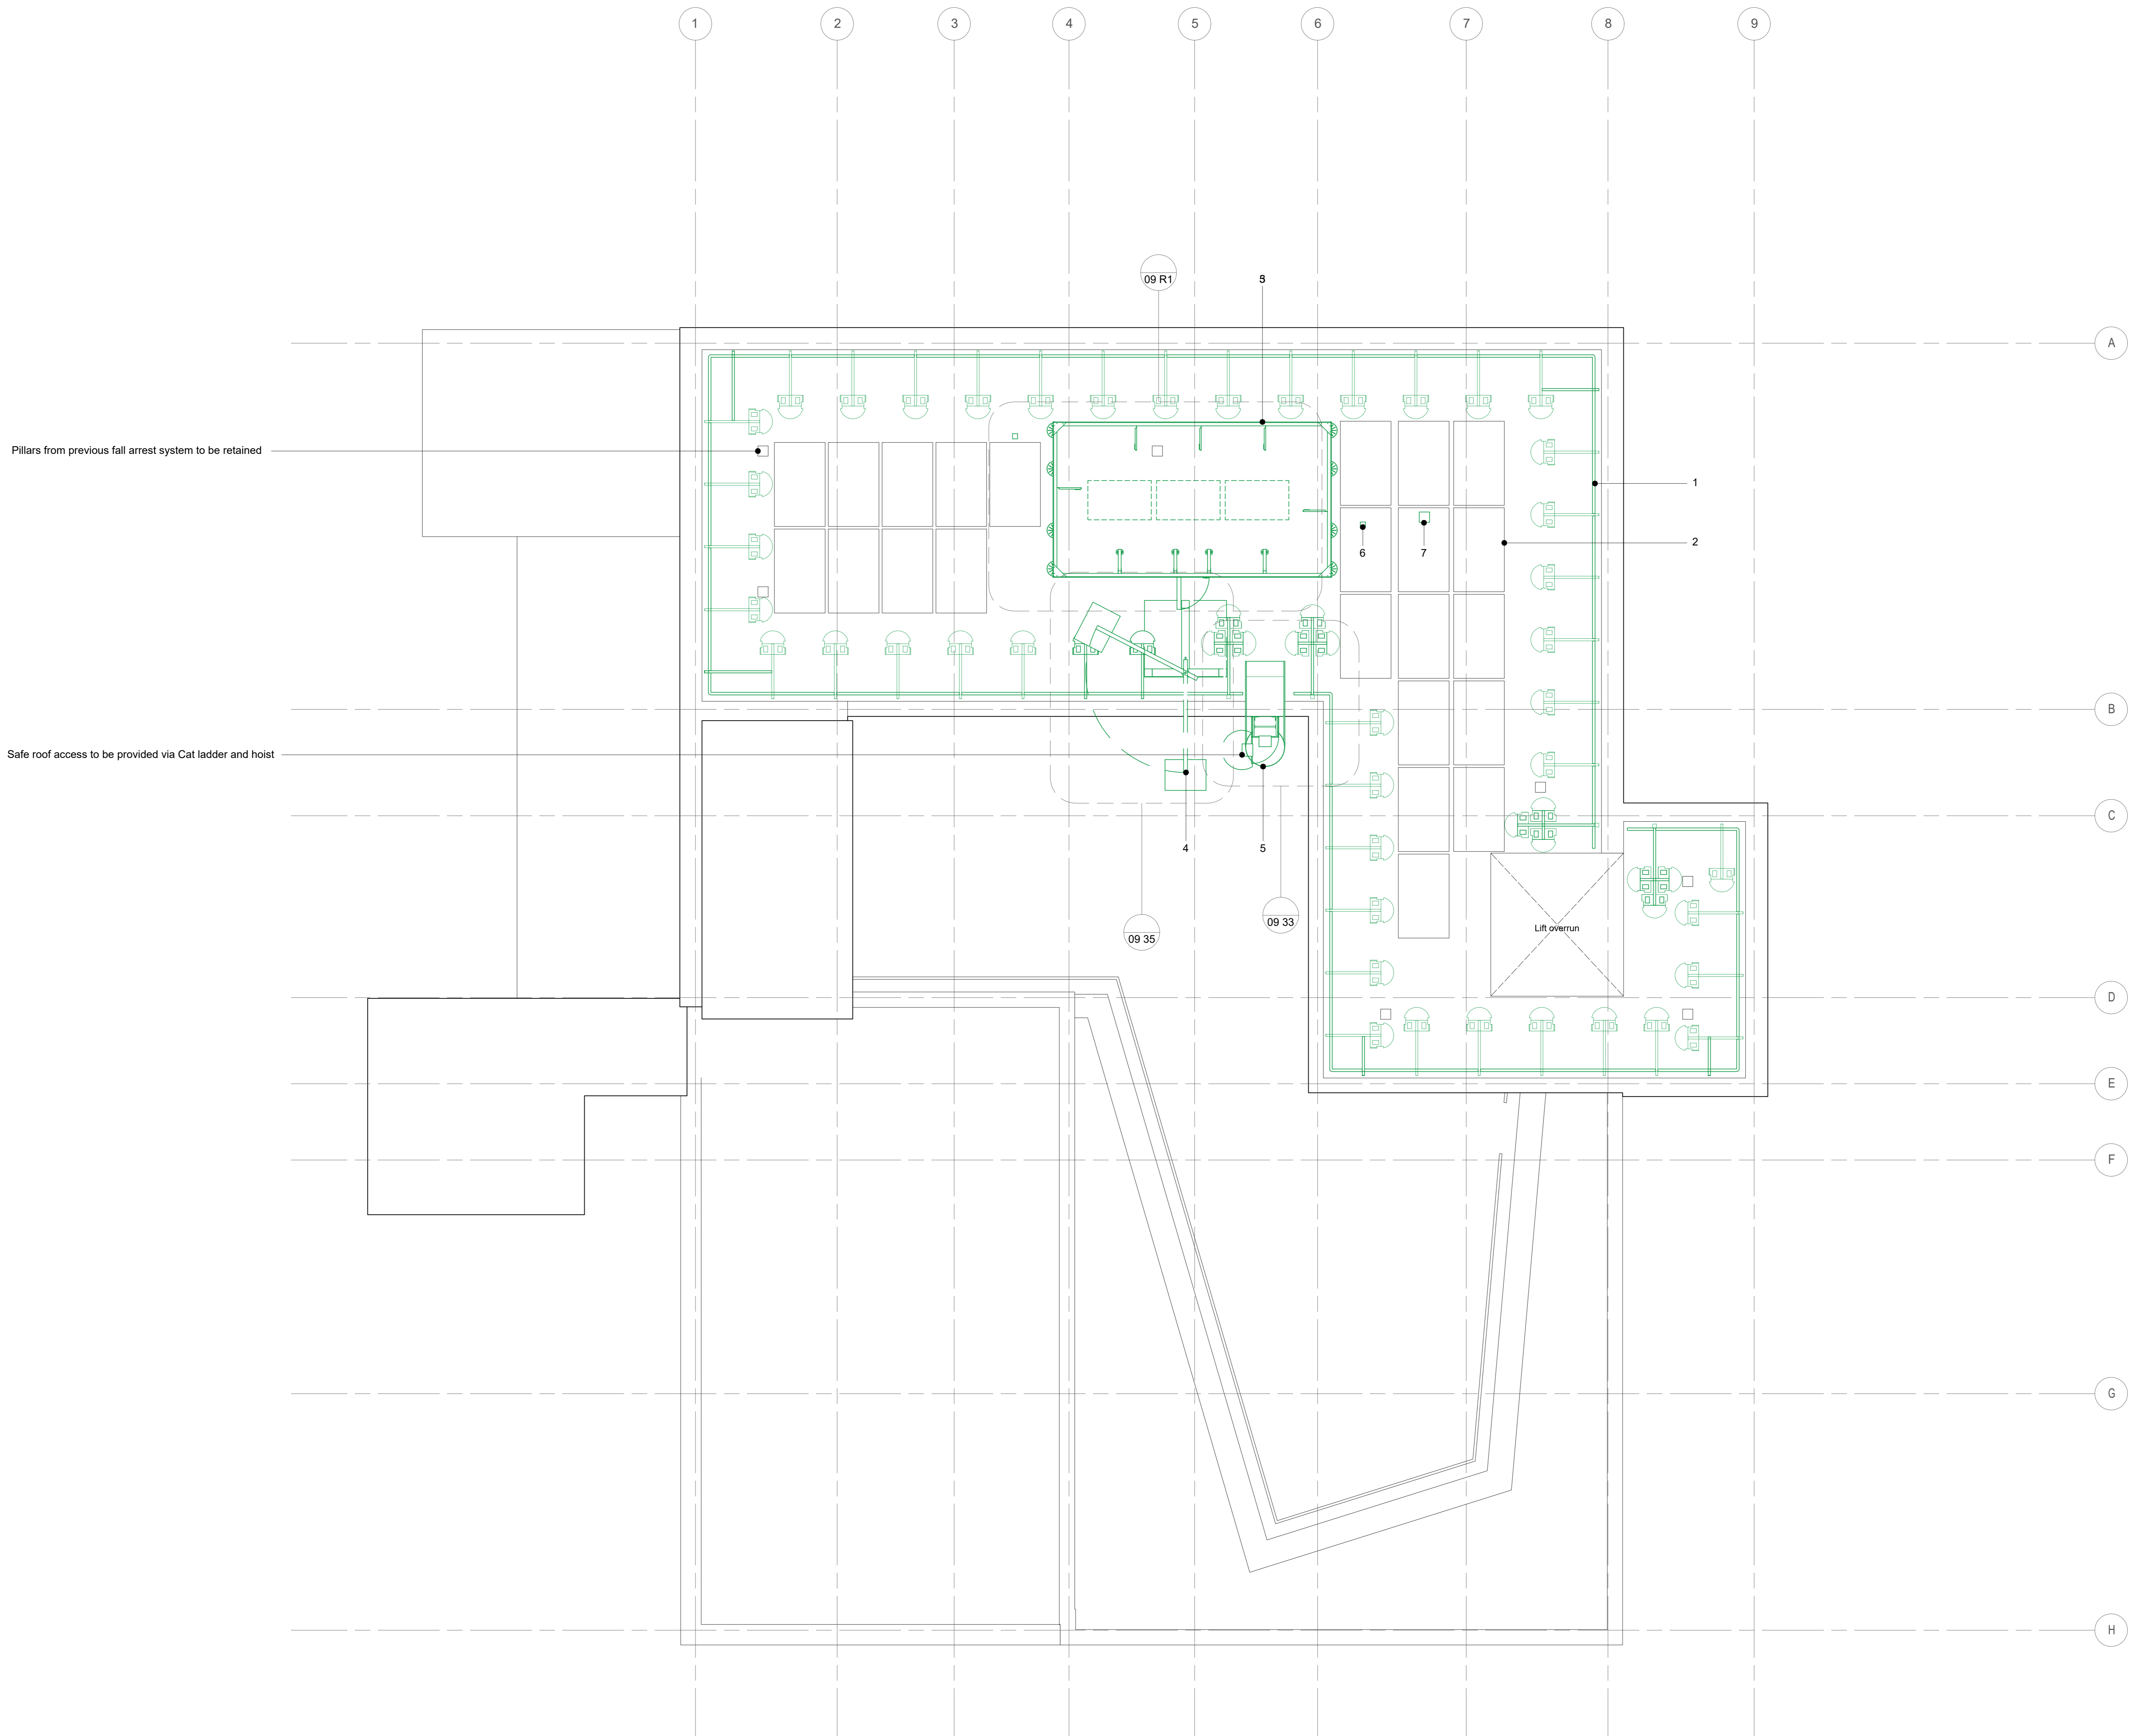 1 2 3 4 5 6 7 8 9
09 R1
A
Pillars from previous fall arrest system to be retained
1
2
6 7
B
Safe roof access to be provided via Cat ladder and hoist
C
4 5
09 33
Lift overrun
09 35
D
E
F
G
H